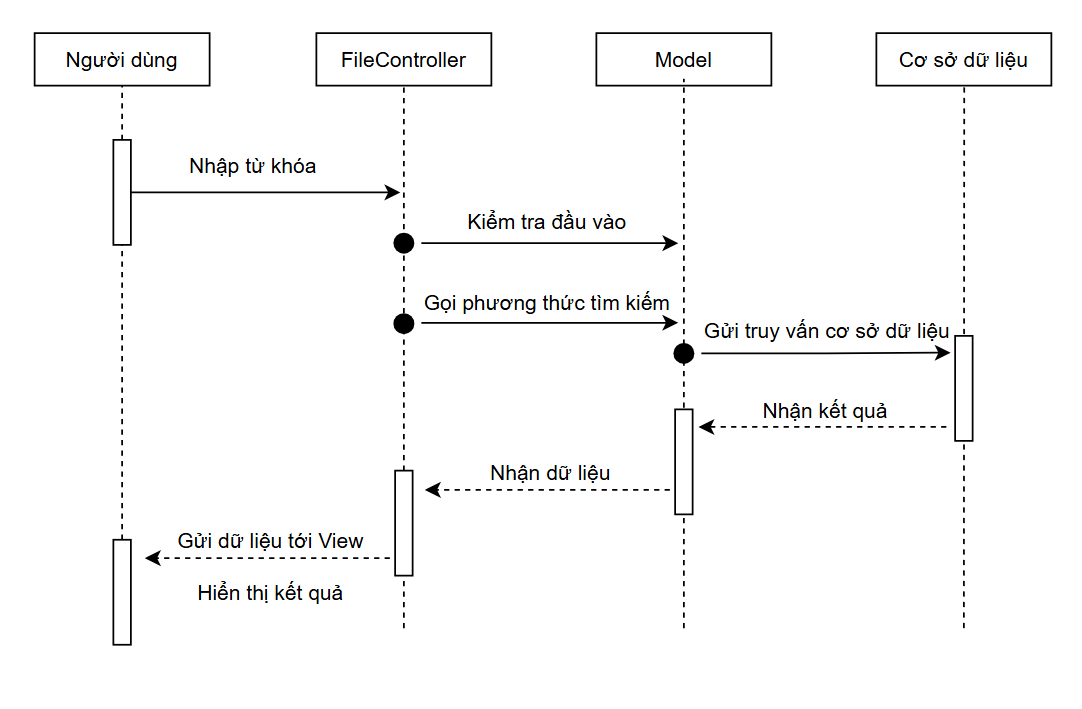 Người dùng
FileController
Model
Cơ sở dữ liệu
Nhập từ khóa
Kiểm tra đầu vào
Gọi phương thức tìm kiếm
Gửi truy vấn cơ sở dữ liệu
Nhận kết quả
Nhận dữ liệu
Gửi dữ liệu tới View
Hiển thị kết quả